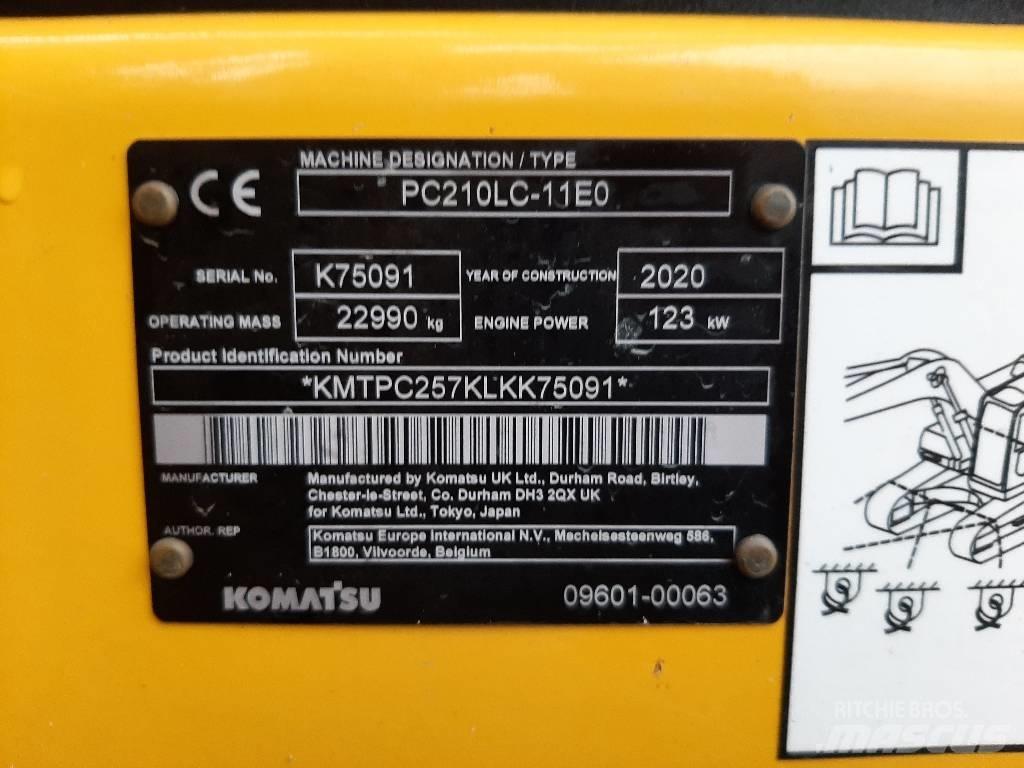 CE
MACHINE DESIGNATION / TYPE
PC210LC-11E0
SERIAL No. K75091 YEAR OF CONSTRUCTION 2020
OPERATING MASS 22990 kg ENGINE POWER 123 kW
Product Identification Number
*KMTPC257KLKK75091*
MANUFACTURER
Manufactured by Komatsu UK Ltd., Durham Road, Birtley,
Chester-le-Street, Co. Durham DH3 2QX UK
for Komatsu Ltd., Tokyo, Japan
AUTHOR. REP
Komatsu Europe International N.V., Mechelsesteenweg 586,
B1800, Vilvoorde, Belgium
KOMATSU 09601-00063
RITCHIE BROS.
MASCUS